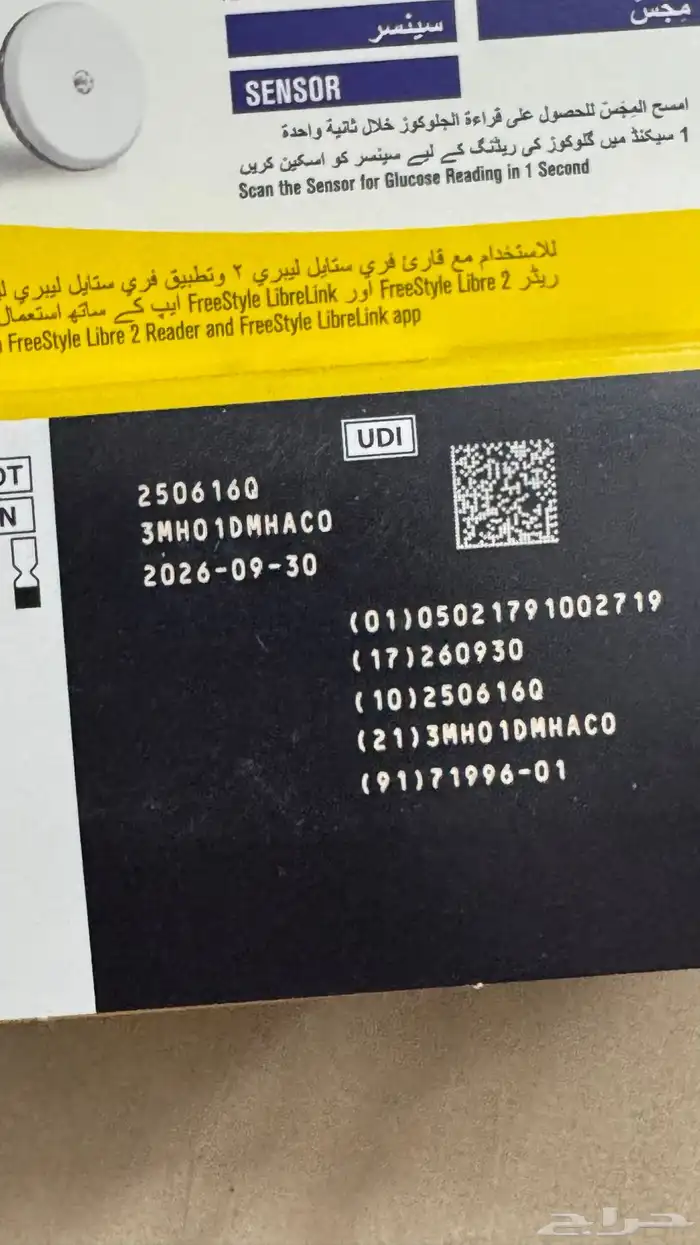 سينسر
مِجَسّ
SENSOR
امسح المِجَسّ للحصول على قراءة الجلوكوز خلال ثانية واحدة
1 سیکنڈ میں گلوکوز کی ریڈنگ کے لیے سینسر کو اسکین کریں
Scan the Sensor for Glucose Reading in 1 Second
للاستخدام مع قارئ فري ستايل ليبري ٢ وتطبيق فري ستايل ليبري
ریڈر FreeStyle Libre 2 اور FreeStyle LibreLink ایپ کے ساتھ استعمال
FreeStyle Libre 2 Reader and FreeStyle LibreLink app
UDI
250616Q
3MH01DMHAC0
2026-09-30
(01)05021791002719
(17)260930
(10)250616Q
(21)3MH01DMHAC0
(91)71996-01
حراج